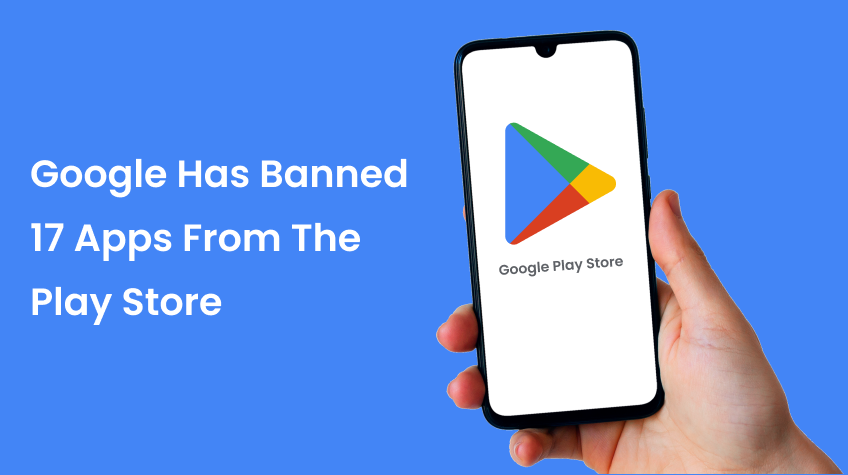 Google Has Banned
17 Apps From The
Play Store
Google Play Store